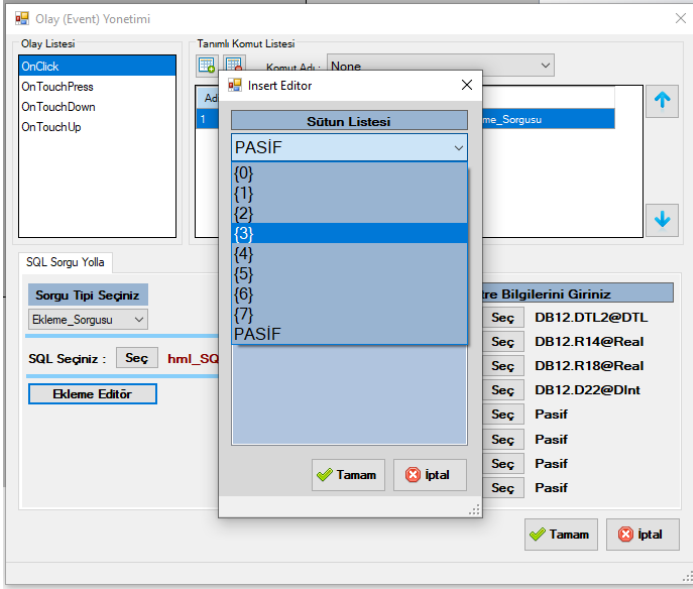 Olay (Event) Yonetimi
Olay Listesi
OnClick
OnTouchPress
OnTouchDown
OnTouchUp
Tanımlı Komut Listesi
Komut Adı : None
Ad
1
me_Sorgusu
Insert Editor
Sütun Listesi
PASİF
{0}
{1}
{2}
{3}
{4}
{5}
{6}
{7}
PASİF
Tamam
İptal
SQL Sorgu Yolla
Sorgu Tipi Seçiniz
Ekleme_Sorgusu
SQL Seçiniz : Seç hml_SQ
Ekleme Editör
tre Bilgilerini Giriniz
Seç DB12.DTL2@DTL
Seç DB12.R14@Real
Seç DB12.R18@Real
Seç DB12.D22@DInt
Seç Pasif
Seç Pasif
Seç Pasif
Seç Pasif
Tamam
İptal